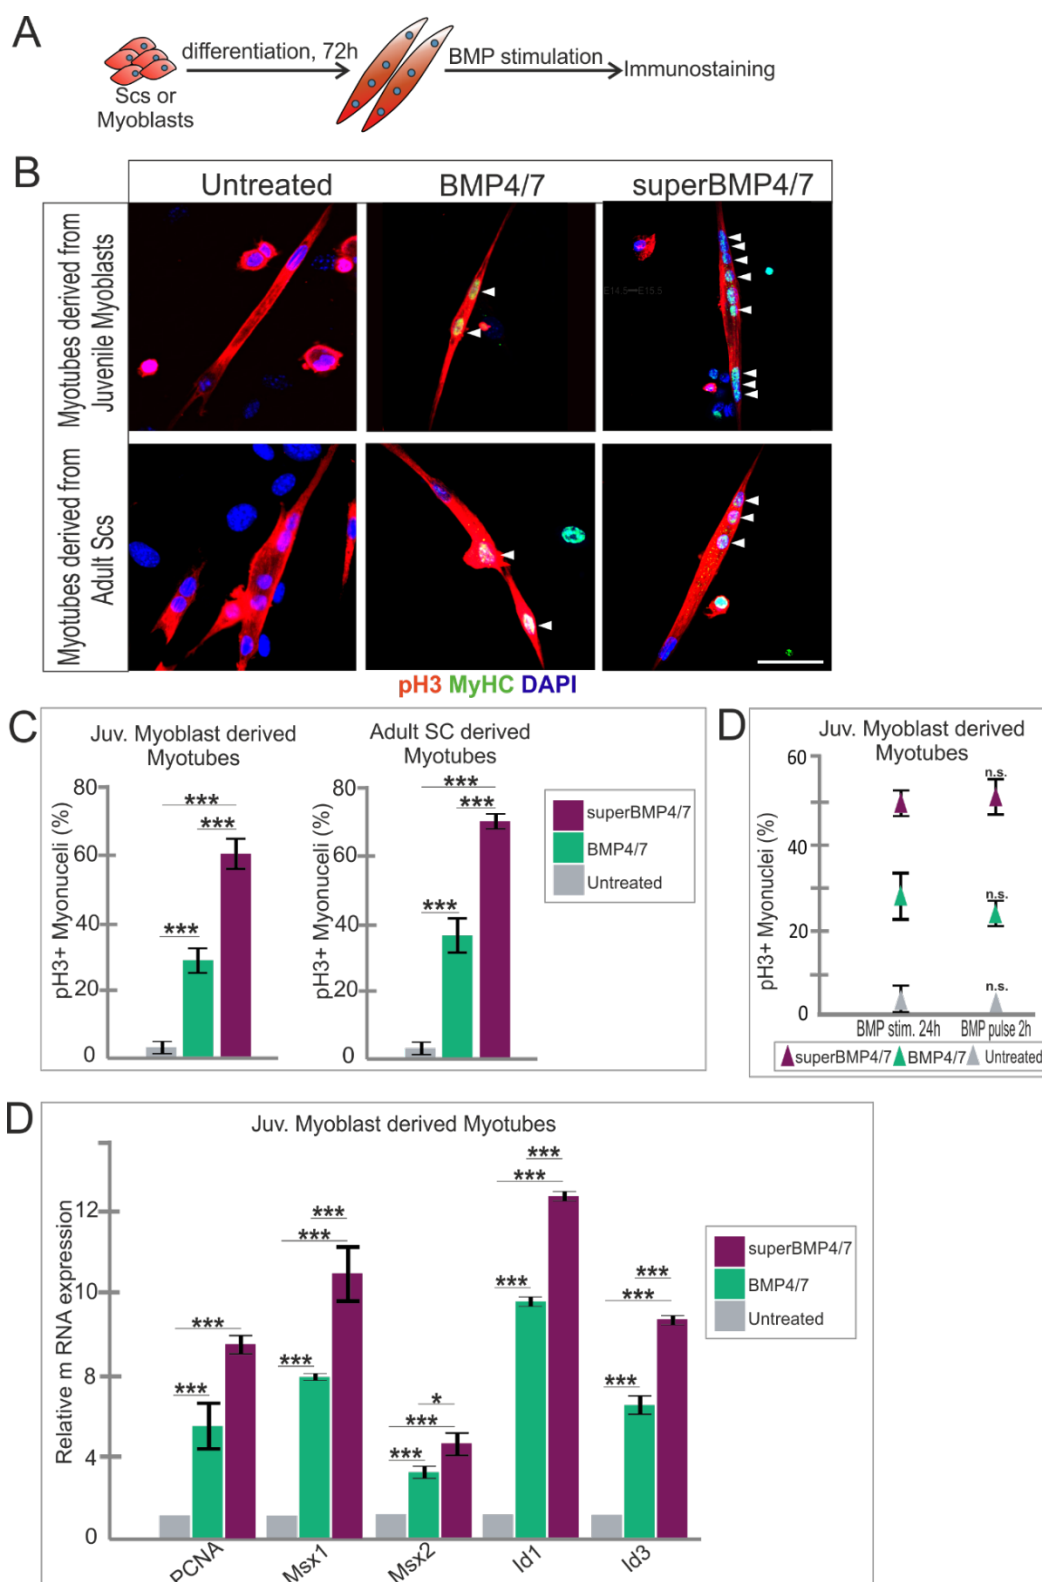 A
differentiation, 72h
BMP stimulation
Immunostaining
Scs or
Myoblasts
B
Untreated
BMP4/7
superBMP4/7
Myotubes derived from
Juvenile Myoblasts
E14.5—E15.5
Myotubes derived from
Adult Scs
pH3 MyHC DAPI
C
Juv. Myoblast derived
Myotubes
pH3+ Myonuceli (%)
80
60
40
20
0
***
***
***
Adult SC derived
Myotubes
pH3+ Myonuceli (%)
80
60
40
20
0
***
***
***
superBMP4/7
BMP4/7
Untreated
D
Juv. Myoblast derived
Myotubes
pH3+ Myonuclei (%)
60
40
20
0
n.s.
n.s.
n.s.
BMP stim. 24h
BMP pulse 2h
superBMP4/7 BMP4/7 Untreated
D
Juv. Myoblast derived Myotubes
Relative m RNA expression
12
10
8
4
0
***
***
***
***
***
*
***
***
***
***
***
***
***
***
superBMP4/7
BMP4/7
Untreated
PCNA
Msx1
Msx2
Id1
Id3